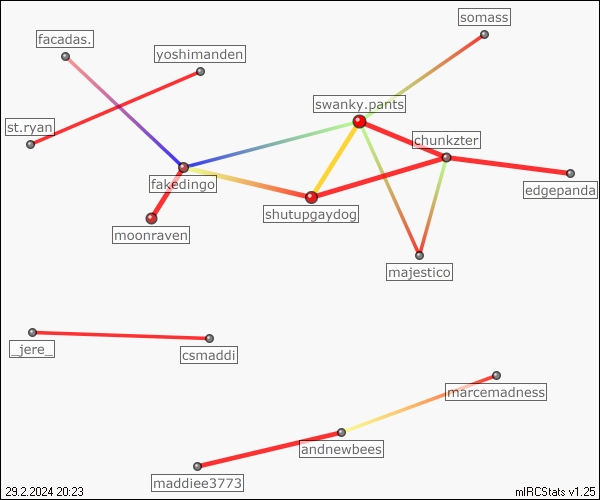 somass
facadas.
yoshimanden
swanky.pants
st.ryan
chunkzter
fakedingo
edgepanda
shutupgaydog
moonraven
majestico
_jere_
csmaddi
marcemadness
andnewbees
maddiee3773
29.2.2024 20:23
mIRCStats v1.25